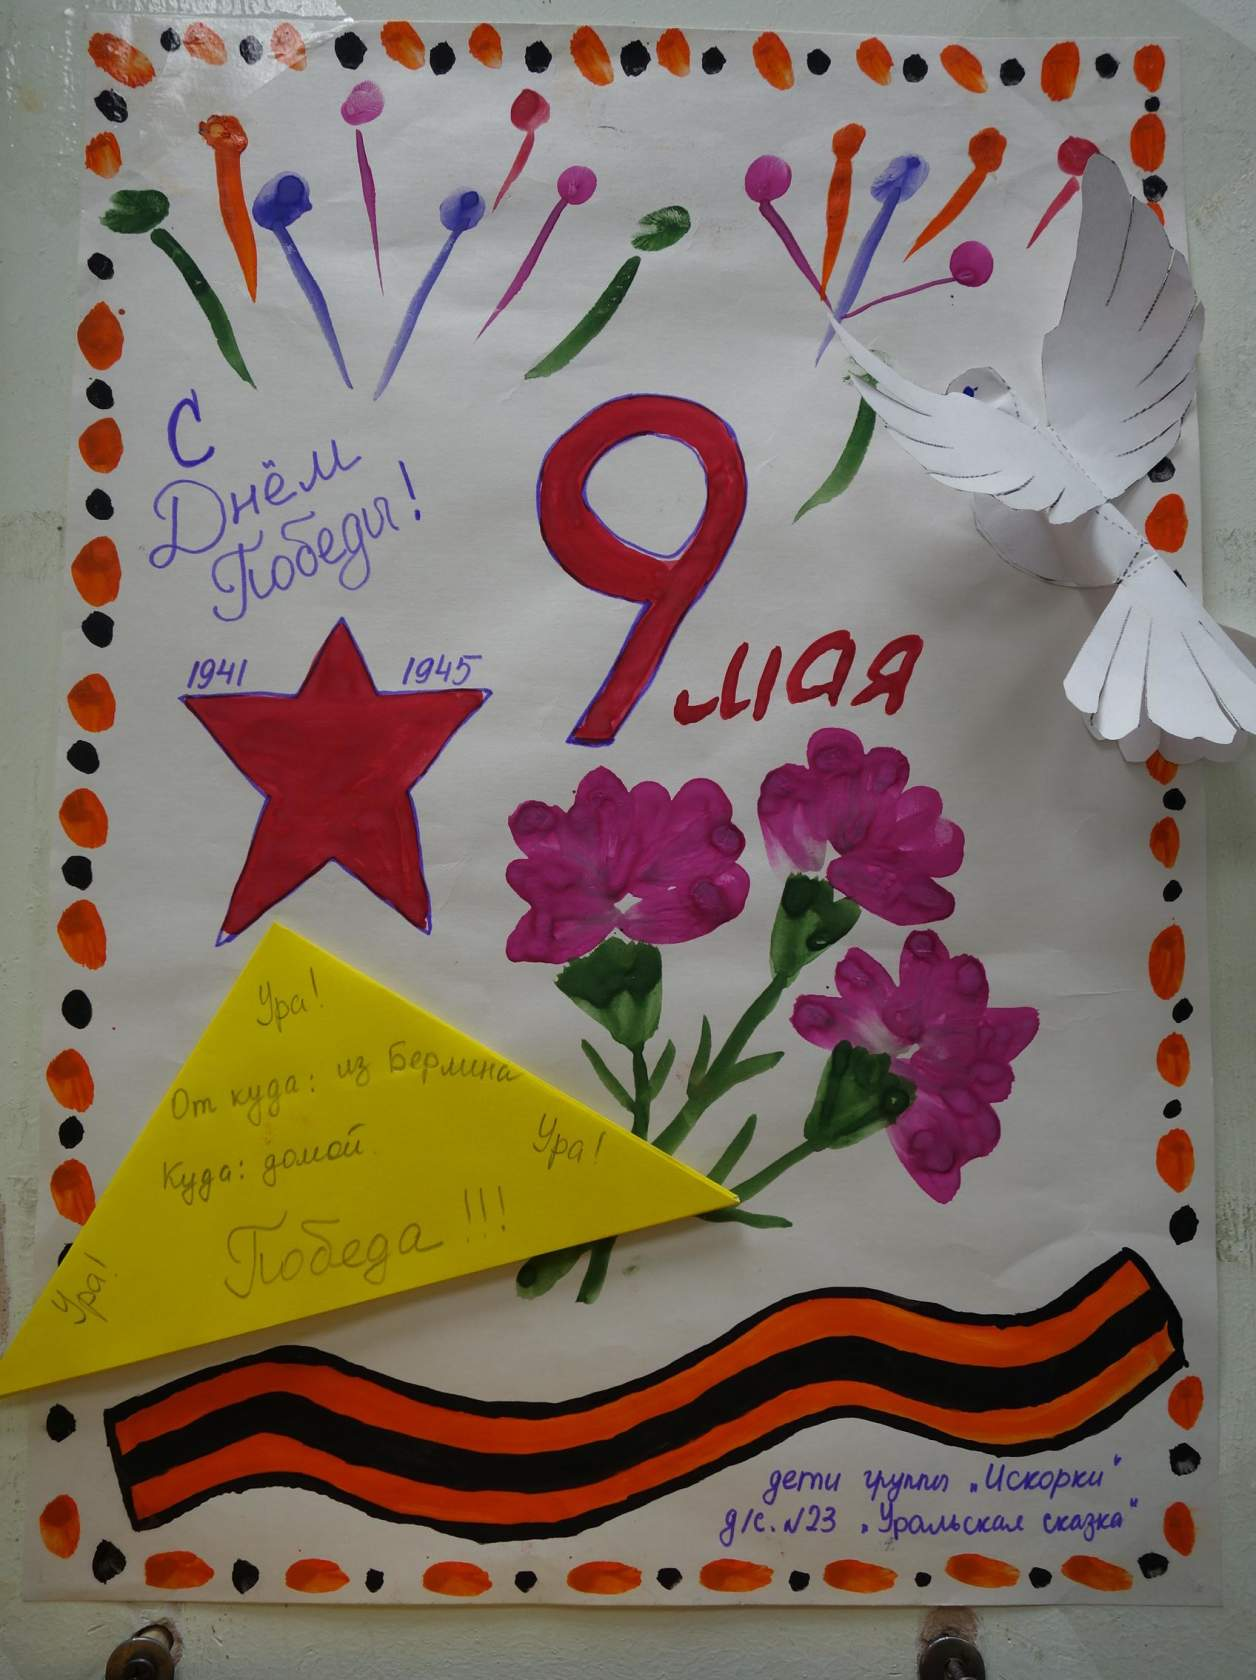 С
Днём
Победы!
1941 1945
9
мая
Ура!
От куда: из Берлина
Куда: домой
Ура!
Победа !!!
Ура!
дети группы „Искорки"
д/с. №23 „Уральская сказка"